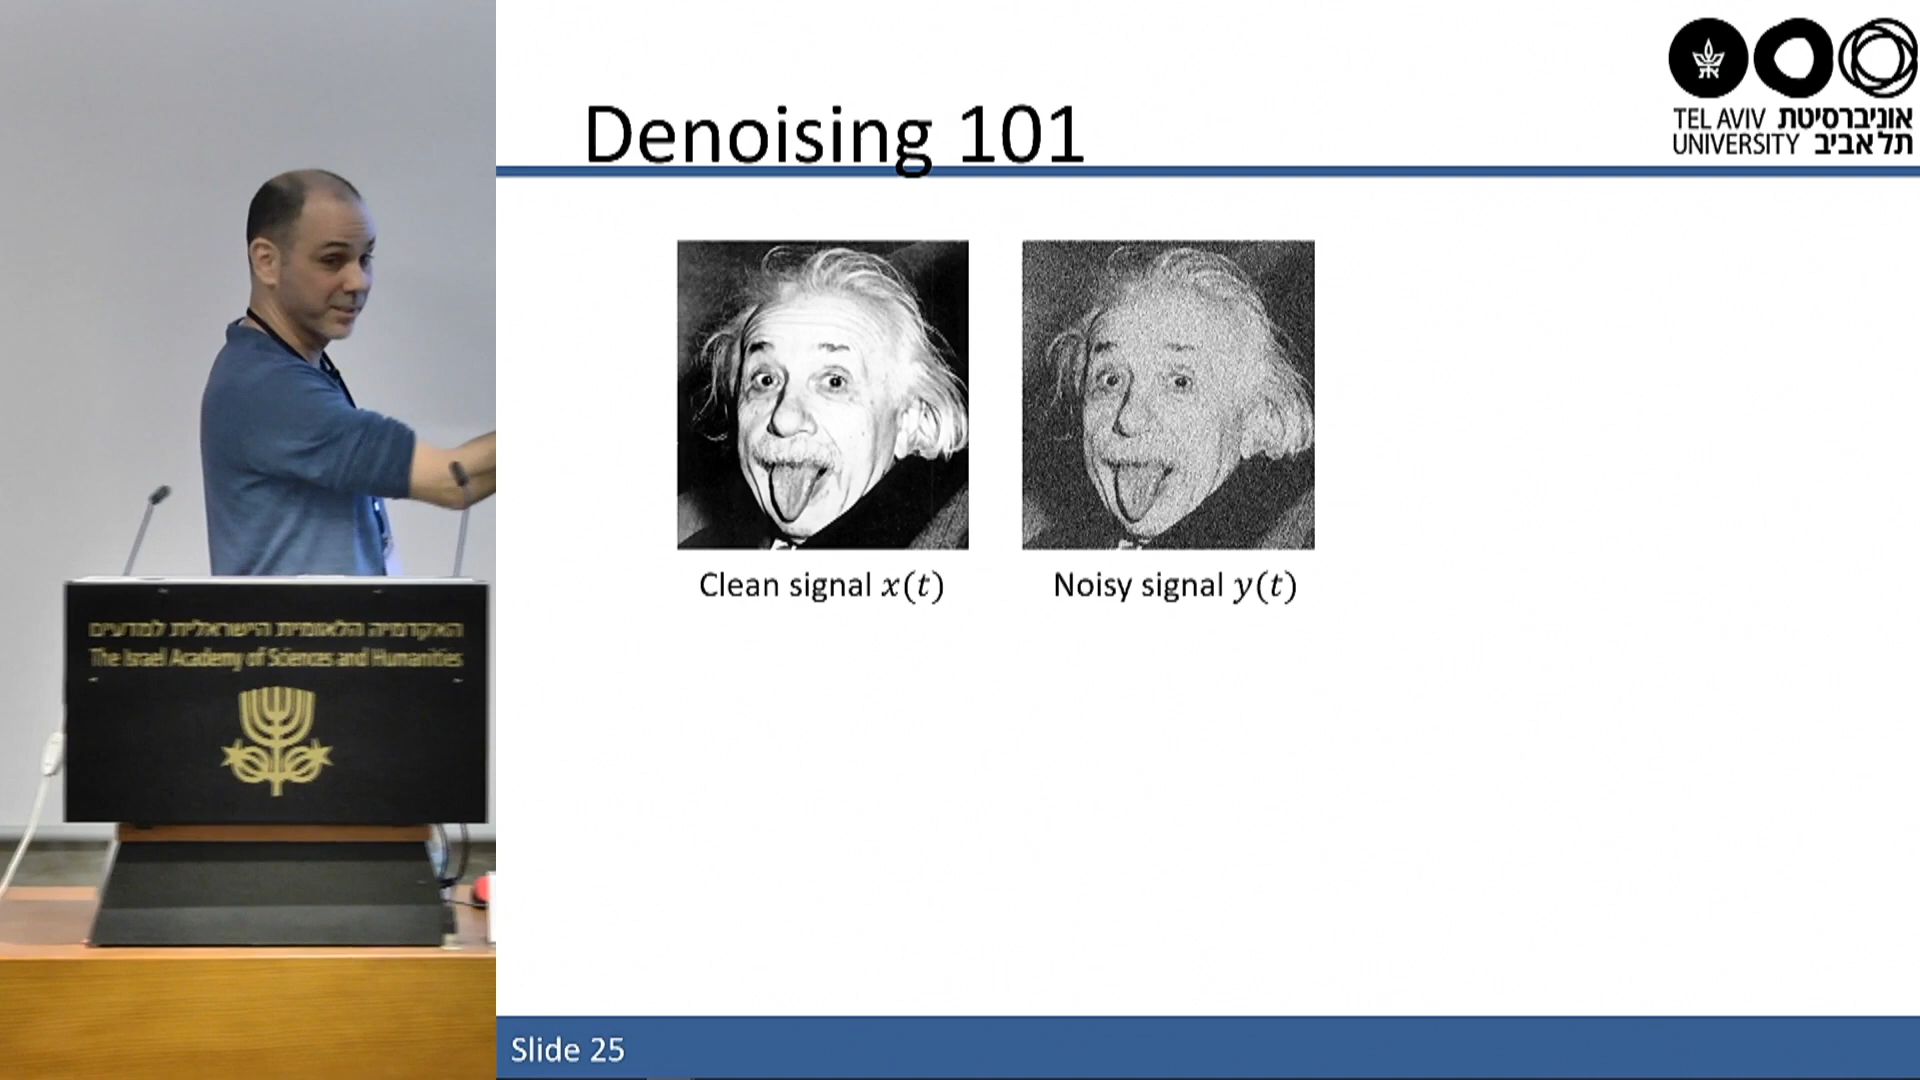 Denoising 101
TEL AVIV אוניברסיטת
UNIVERSITY תל אביב
Clean signal x(t)
Noisy signal y(t)
האקדמיה הלאומית הישראלית למדעים
The Israel Academy of Sciences and Humanities
Slide 25